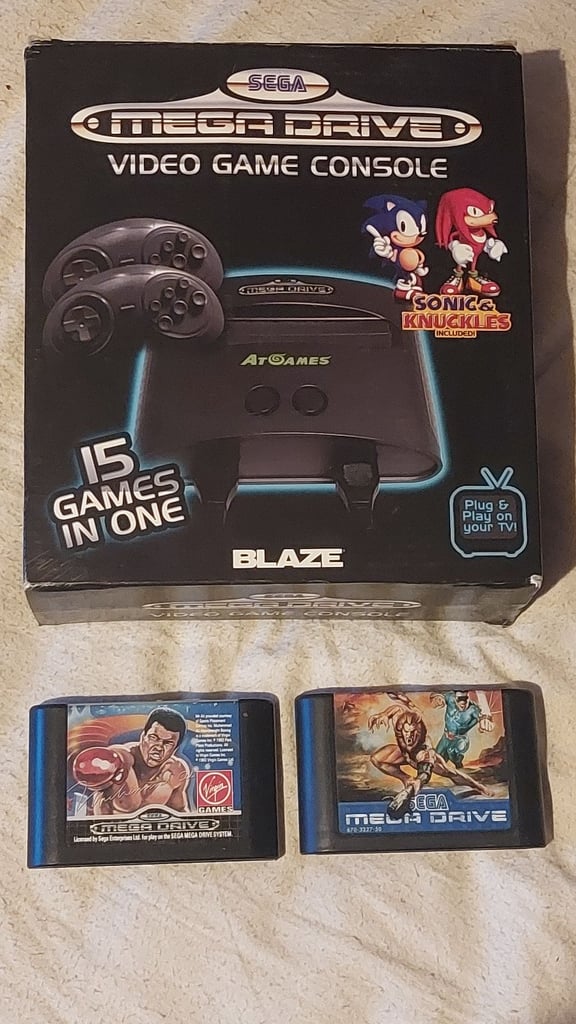 SEGA
MEGA DRIVE
VIDEO GAME CONSOLE
MEGA DRIVE
SONIC &
KNUCKLES
INCLUDED!
ATGAMES
15
GAMES
IN ONE
Plug &
Play on
your TV!
BLAZE
SEGA
MEGA DRIVE
VIDEO GAME CONSOLE
Virgin
GAMES
SEGA
MEGA DRIVE
Licensed by Sega Enterprises Ltd. for play on the SEGA MEGA DRIVE SYSTEM.
SEGA
MEGA DRIVE
670-3227-50